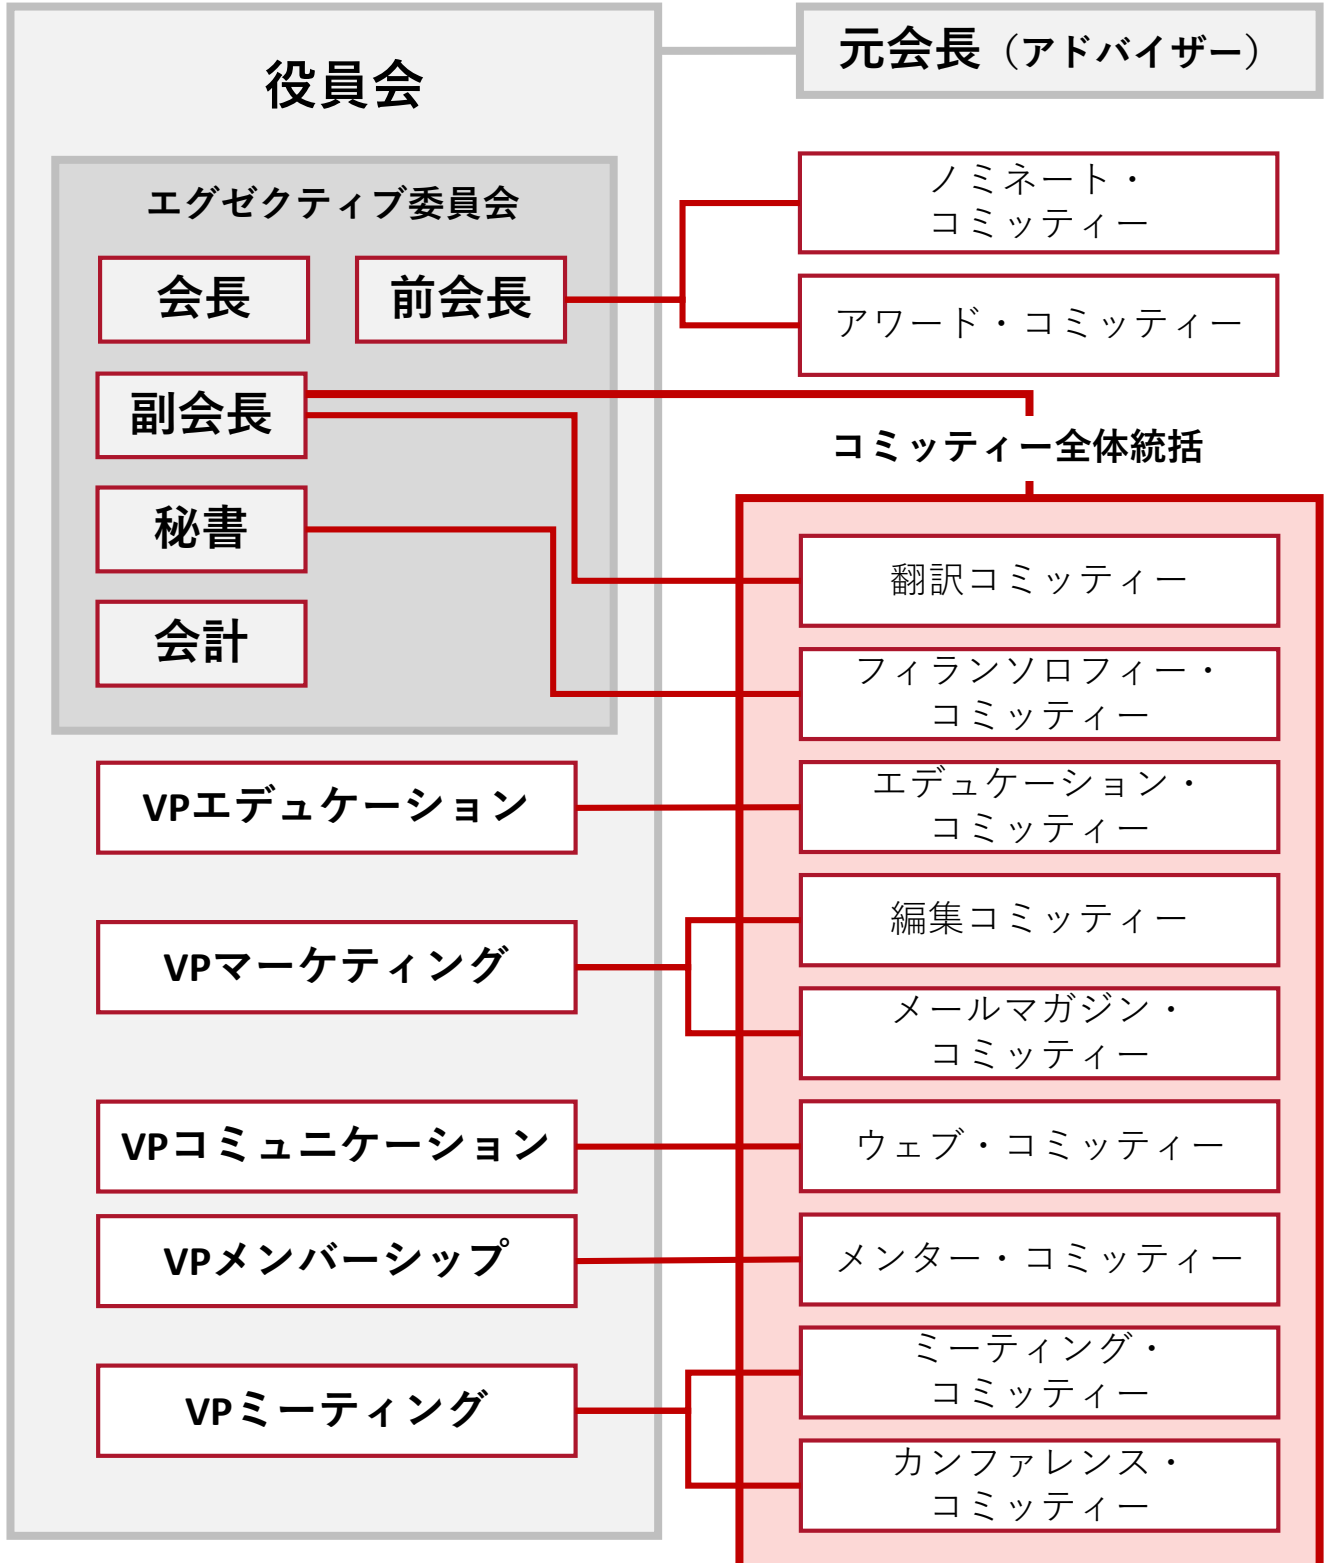 役員会
元会長（アドバイザー）
エグゼクティブ委員会
会長
前会長
副会長
秘書
会計
ノミネート・
コミッティー
アワード・コミッティー
コミッティー全体統括
翻訳コミッティー
フィランソロフィー・
コミッティー
VPエデュケーション
エデュケーション・
コミッティー
VPマーケティング
編集コミッティー
メールマガジン・
コミッティー
VPコミュニケーション
ウェブ・コミッティー
VPメンバーシップ
メンター・コミッティー
VPミーティング
ミーティング・
コミッティー
カンファレンス・
コミッティー